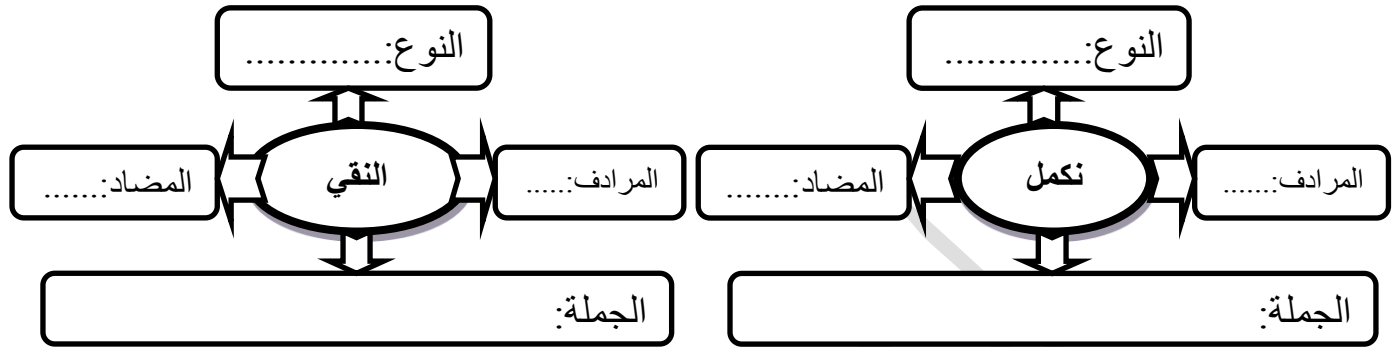 النوع:.............
النوع:.............
المرادف:......
نكمل
المضاد:........
المرادف:.....
النقي
المضاد:.......
الجملة:
الجملة: